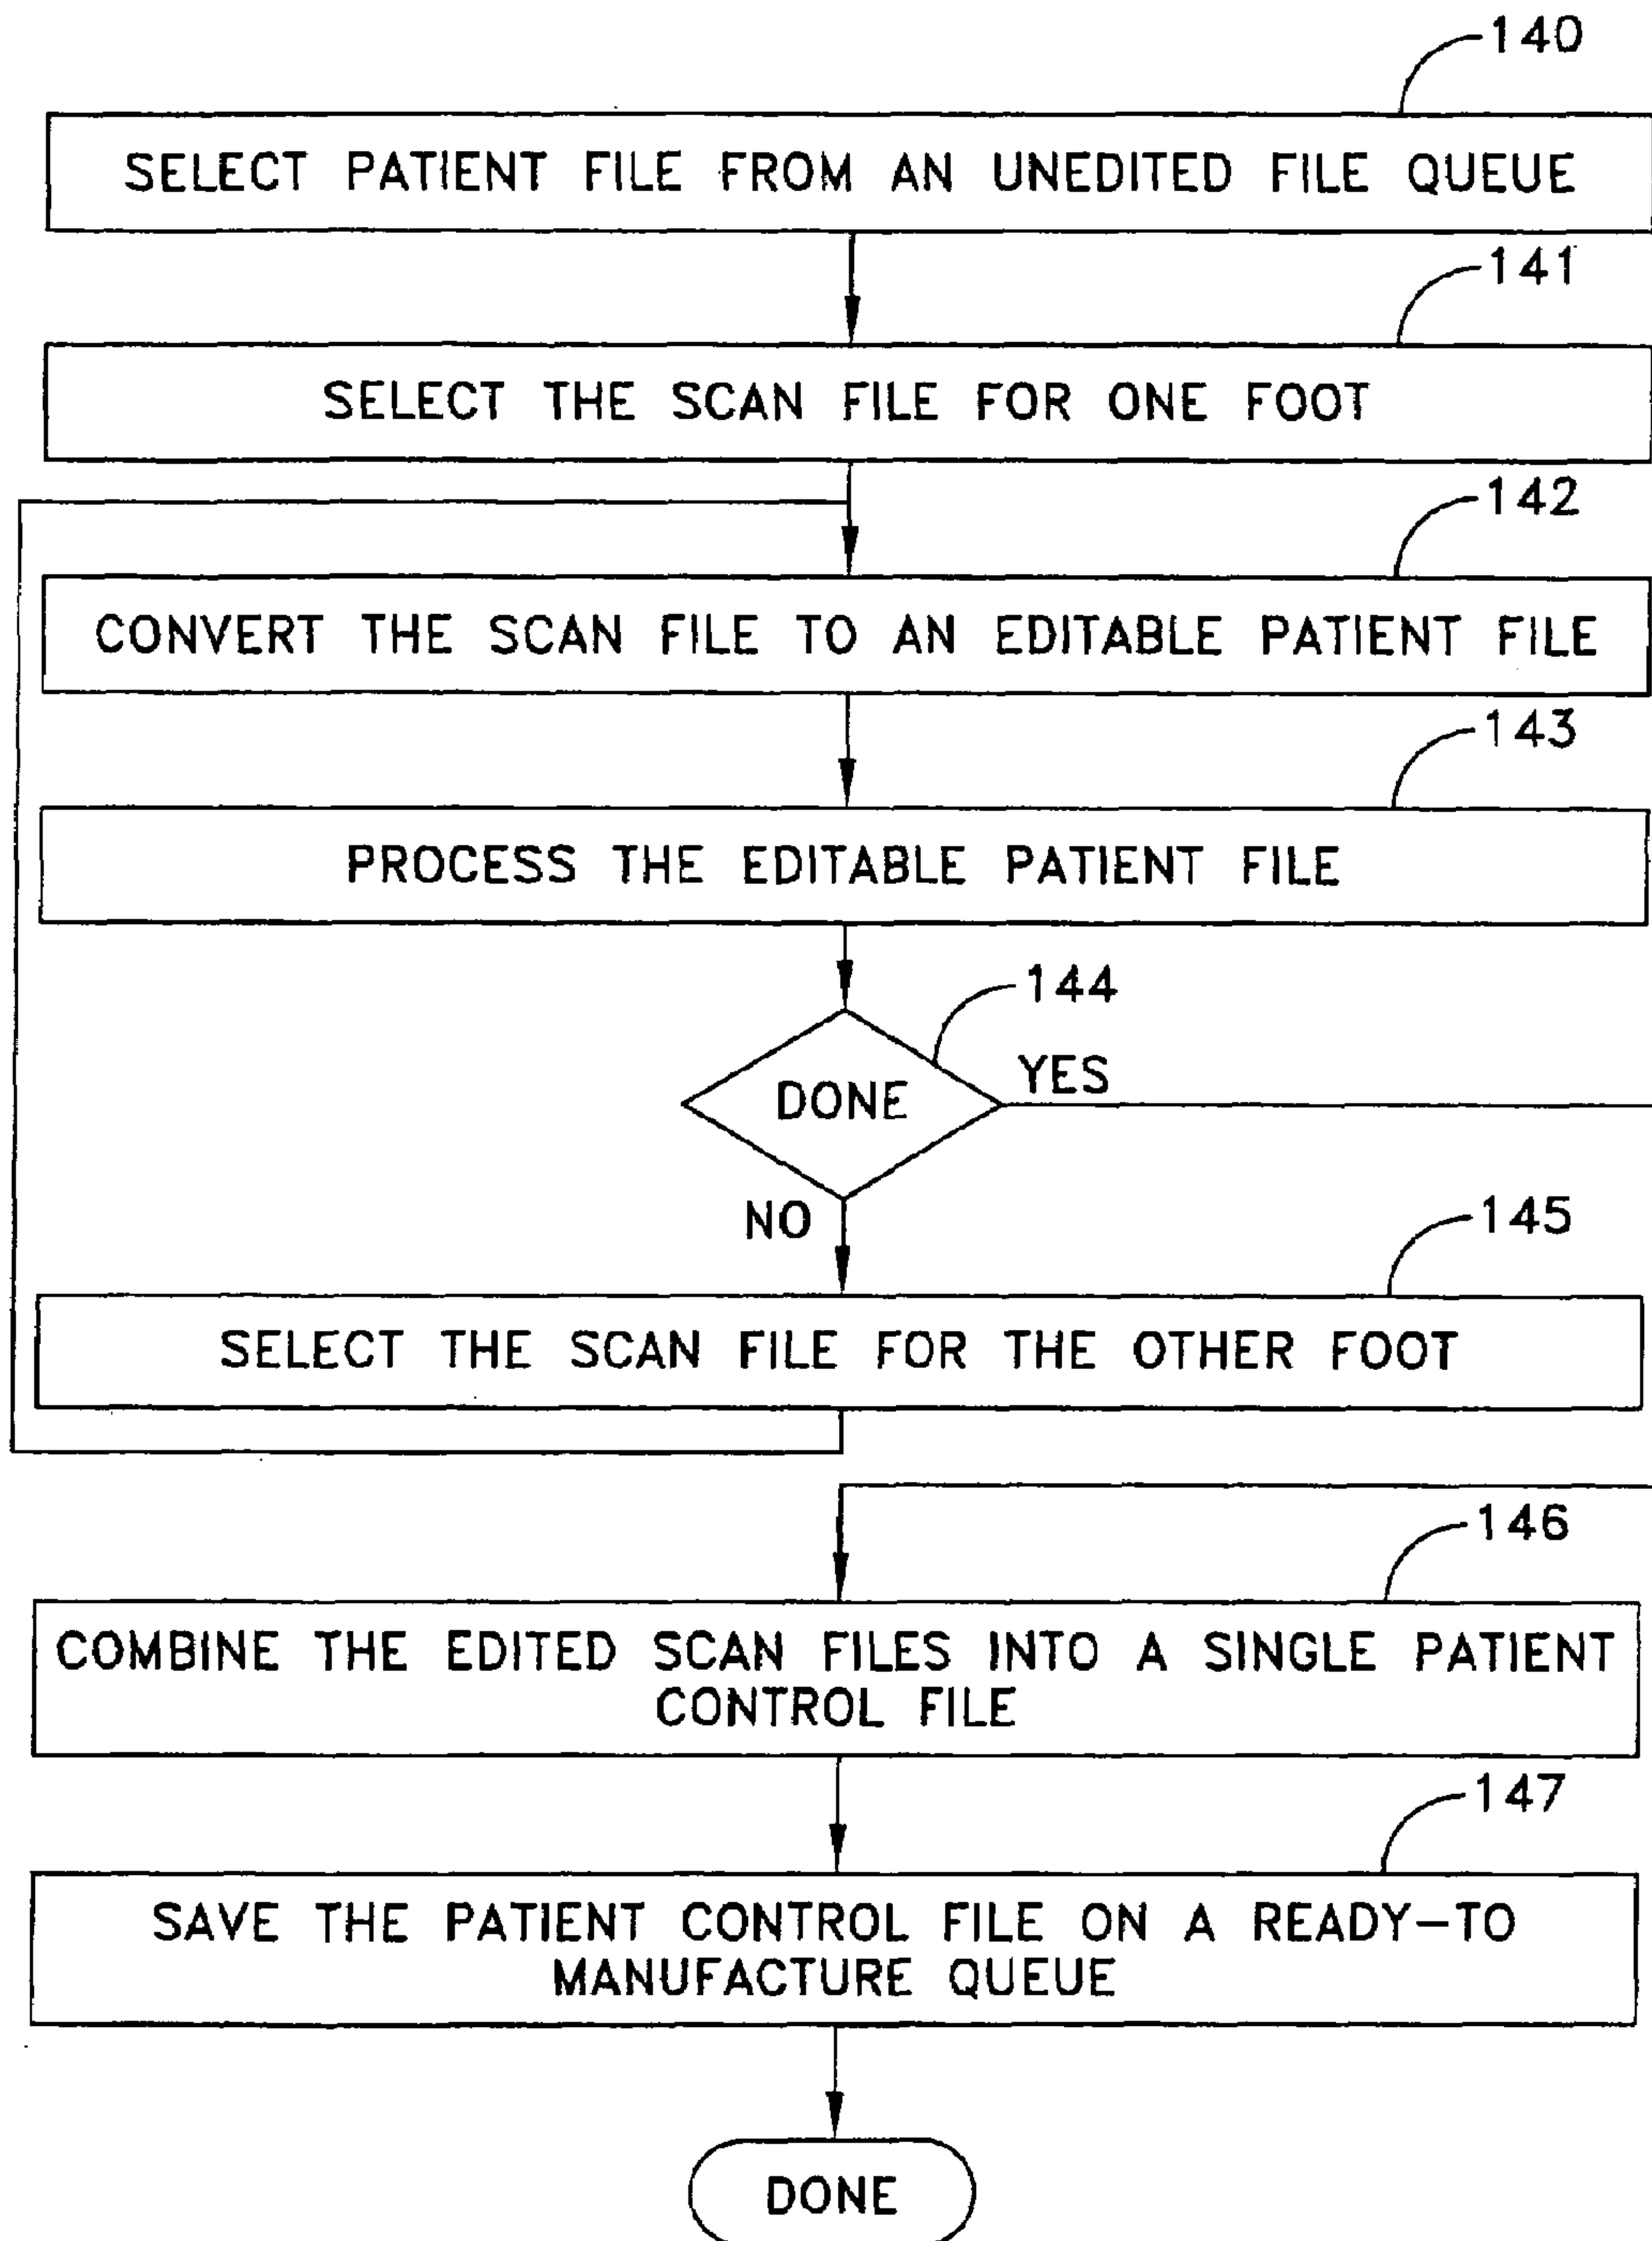 140
SELECT PATIENT FILE FROM AN UNEDITED FILE QUEUE
141
SELECT THE SCAN FILE FOR ONE FOOT
142
CONVERT THE SCAN FILE TO AN EDITABLE PATIENT FILE
143
PROCESS THE EDITABLE PATIENT FILE
144
DONE
YES
NO
145
SELECT THE SCAN FILE FOR THE OTHER FOOT
146
COMBINE THE EDITED SCAN FILES INTO A SINGLE PATIENT
CONTROL FILE
147
SAVE THE PATIENT CONTROL FILE ON A READY-TO
MANUFACTURE QUEUE
DONE